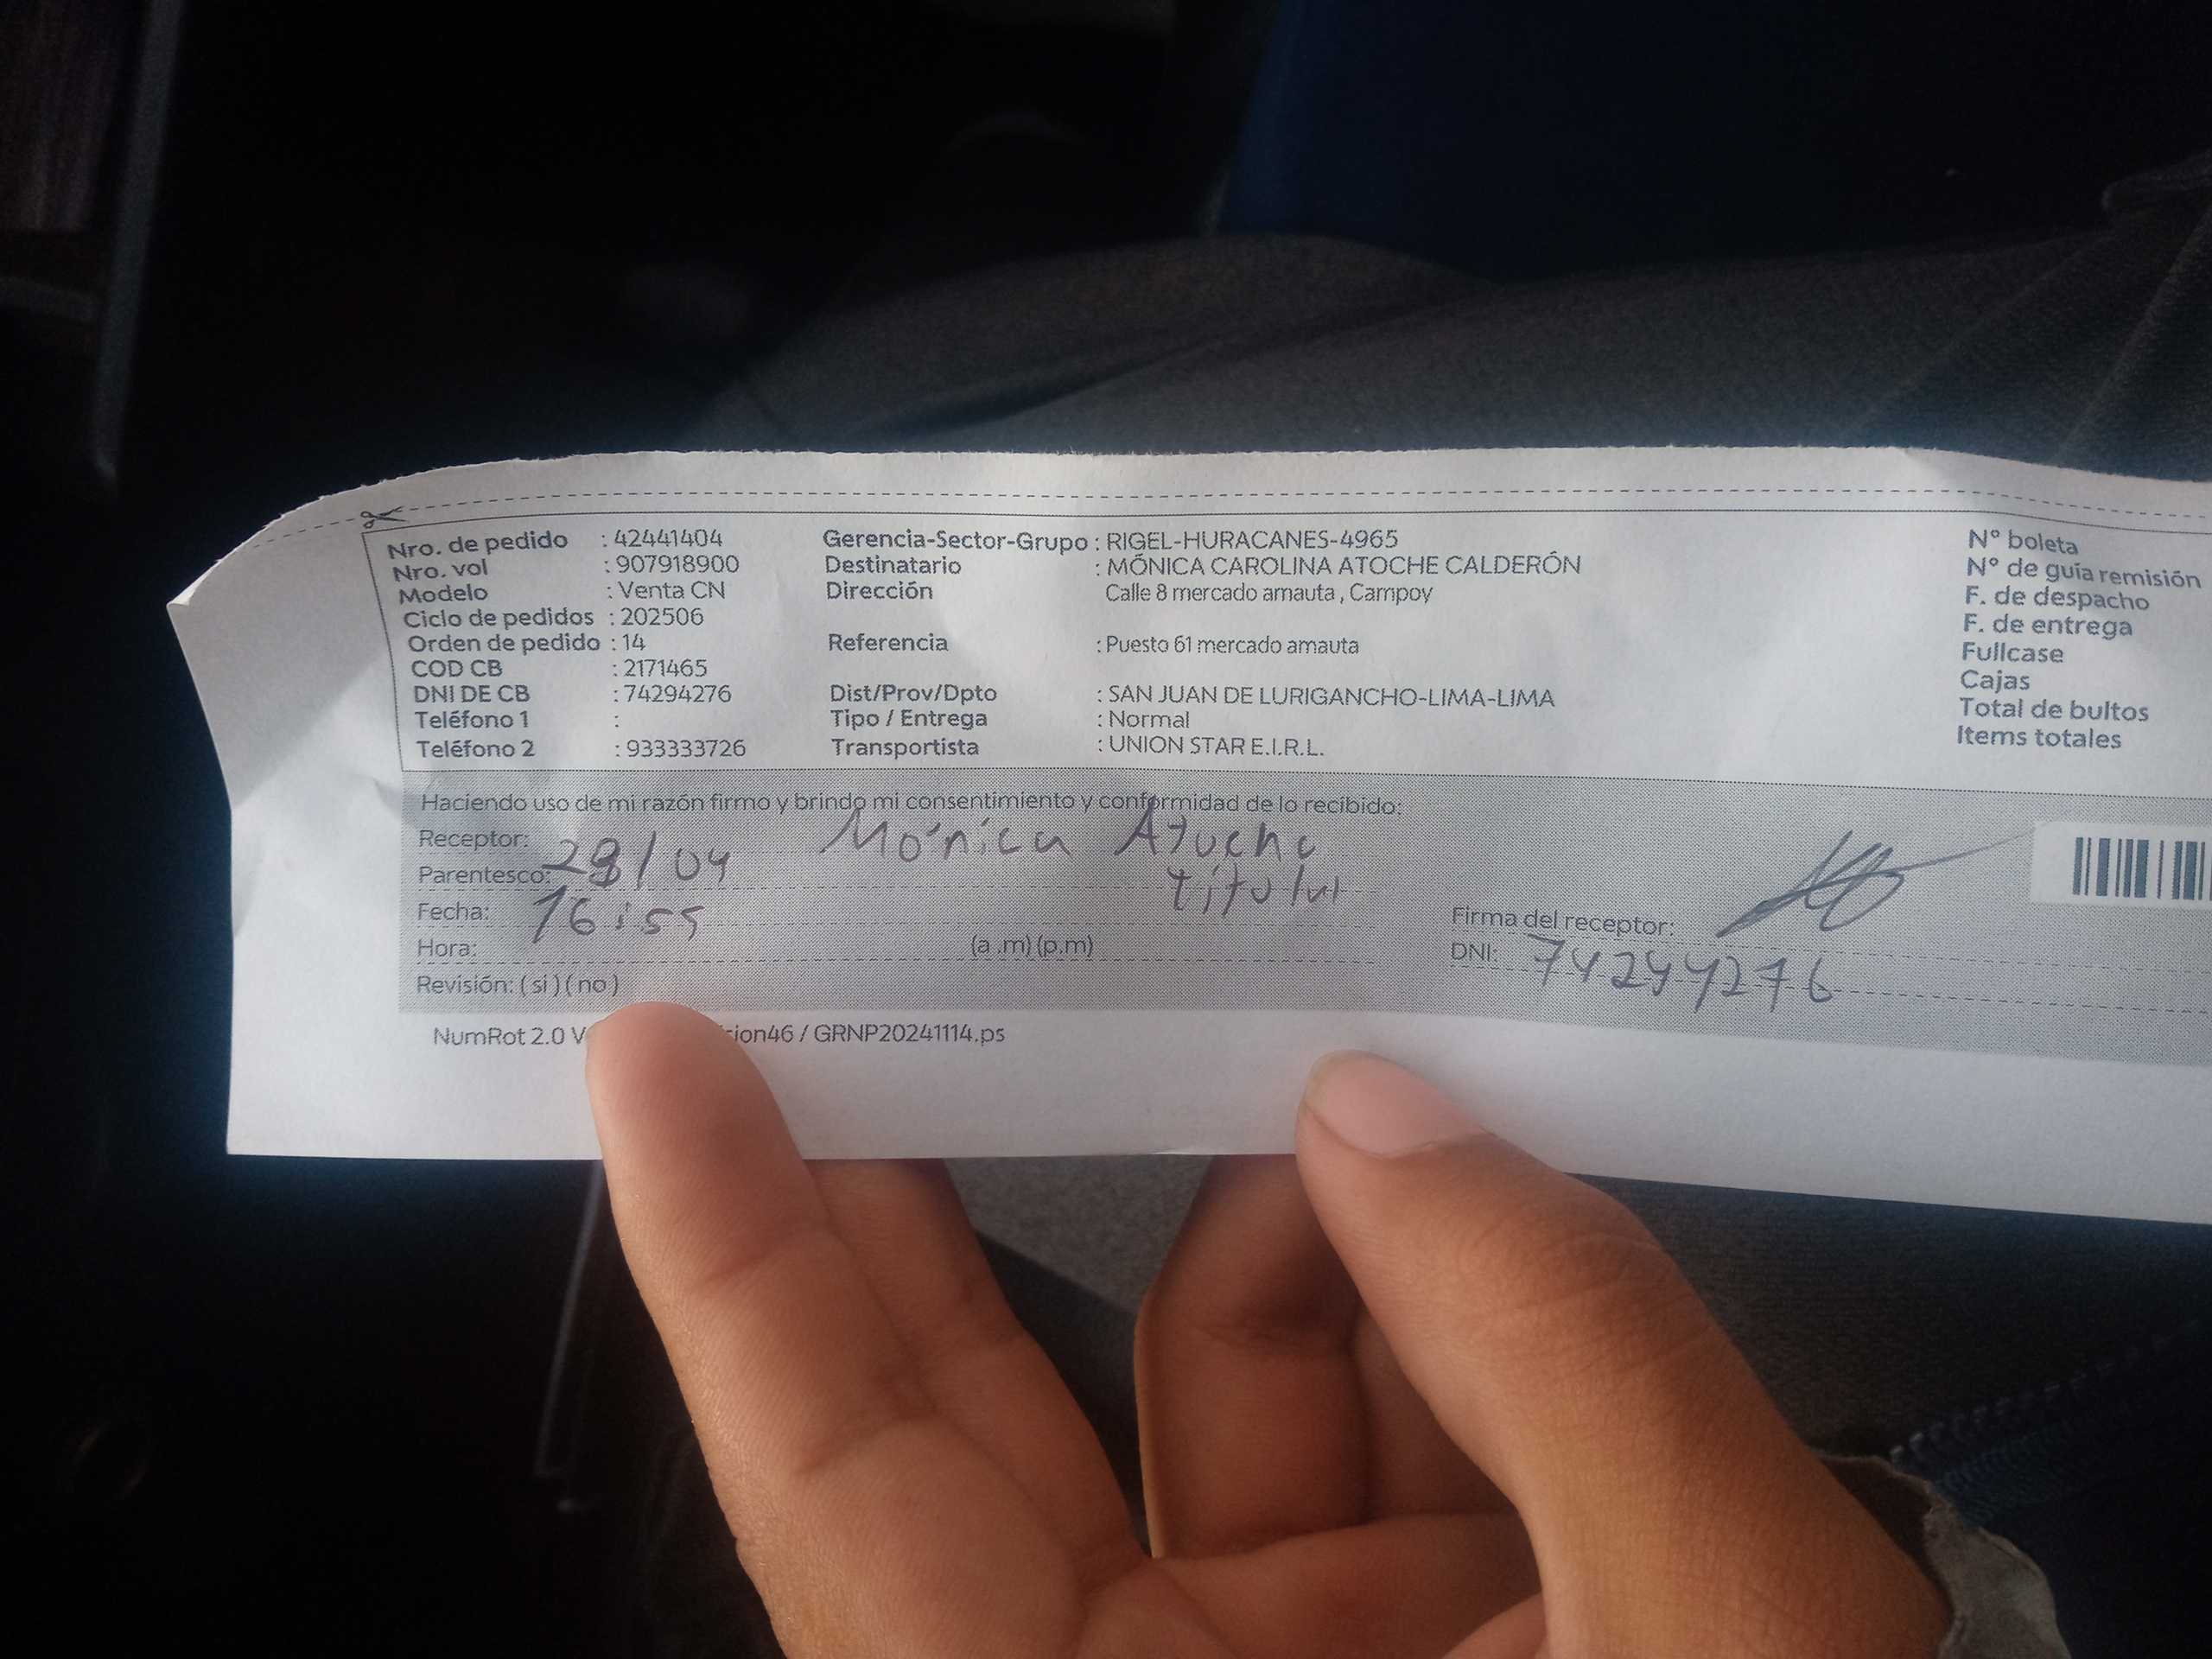 Nro. de pedido : 42441404 Gerencia-Sector-Grupo : RIGEL-HURACANES-4965 N° boleta
Nro. vol : 907918900 Destinatario : MÓNICA CAROLINA ATOCHE CALDERÓN N° de guía remisión
Modelo : Venta CN Dirección Calle 8 mercado amauta , Campoy F. de despacho
Ciclo de pedidos : 202506 F. de entrega
Orden de pedido : 14 Referencia : Puesto 61 mercado amauta Fullcase
COD CB : 2171465 Cajas
DNI DE CB : 74294276 Dist/Prov/Dpto : SAN JUAN DE LURIGANCHO-LIMA-LIMA Total de bultos
Teléfono 1 : Tipo / Entrega : Normal Items totales
Teléfono 2 : 933333726 Transportista : UNION STAR E.I.R.L.
Haciendo uso de mi razón firmo y brindo mi consentimiento y conformidad de lo recibido:
Receptor: Mónica Atoche
Parentesco: 29/04 titular
Fecha: 16:55 Firma del receptor:
Hora: (a .m) (p.m) DNI: 74294276
Revisión: ( si ) ( no )
NumRot 2.0 / GRNP20241114.ps